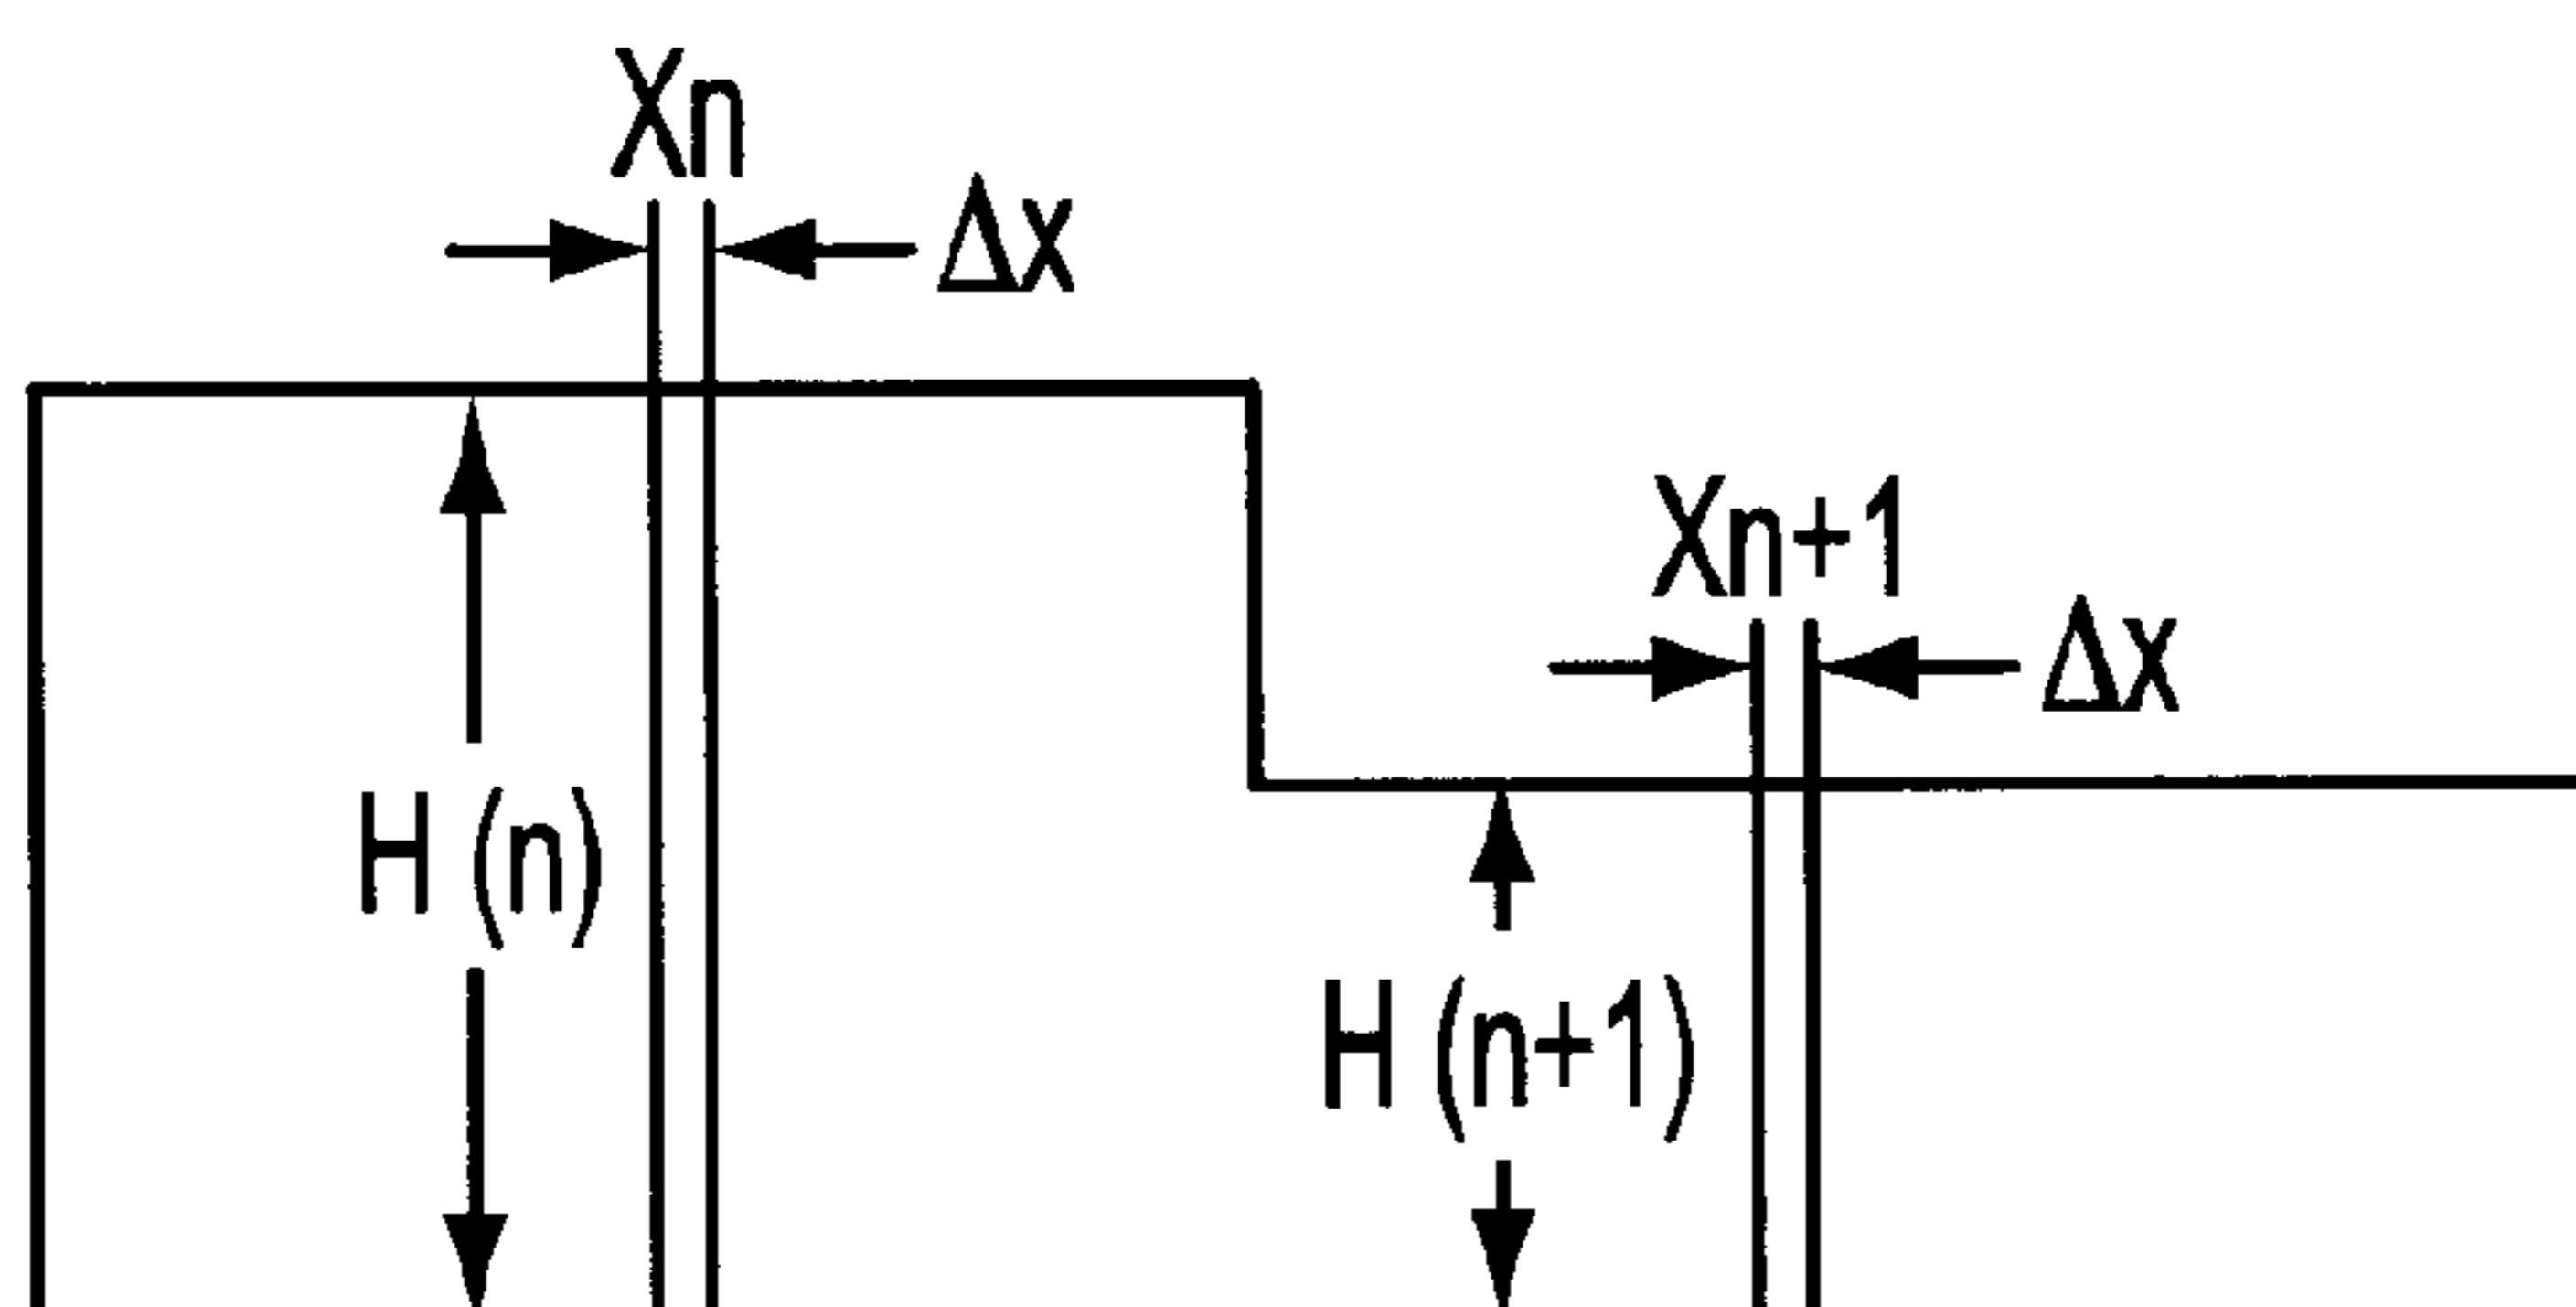 Xn
Δx
Xn+1
Δx
H (n)
H (n+1)